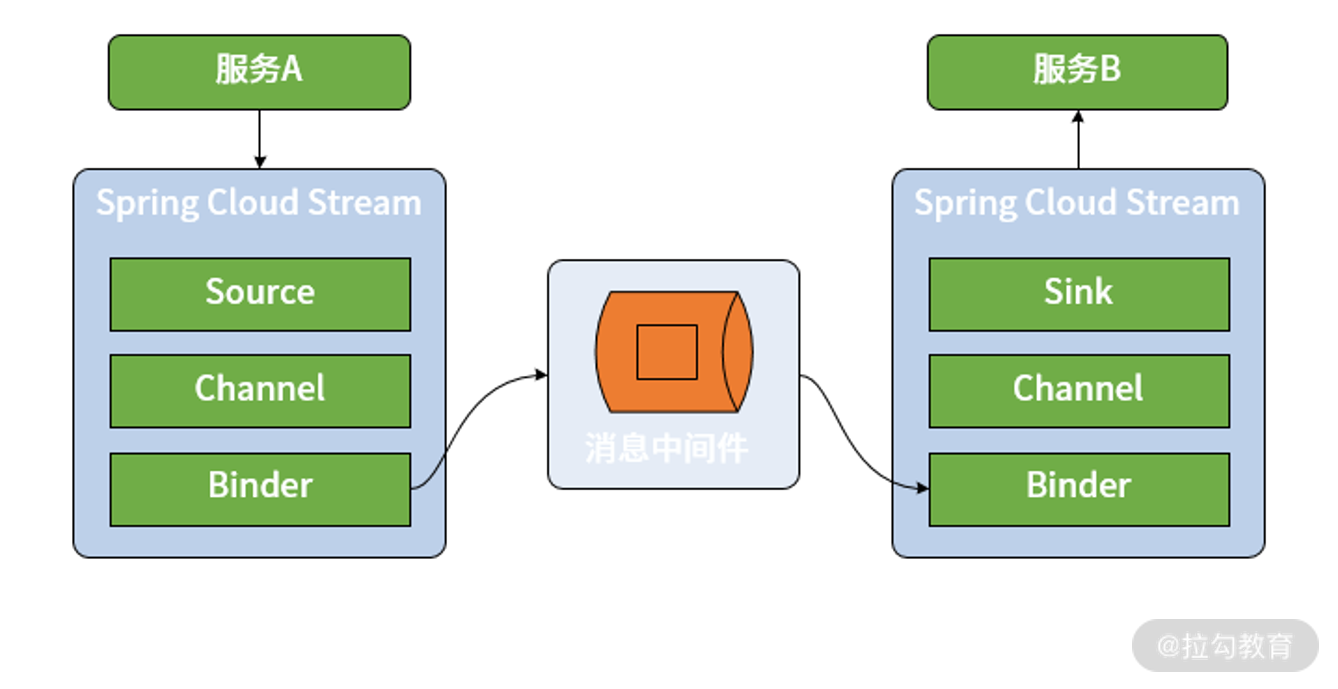 服务A
服务B
Spring Cloud Stream
Spring Cloud Stream
Source
Sink
Channel
Channel
消息中间件
Binder
Binder
@拉勾教育